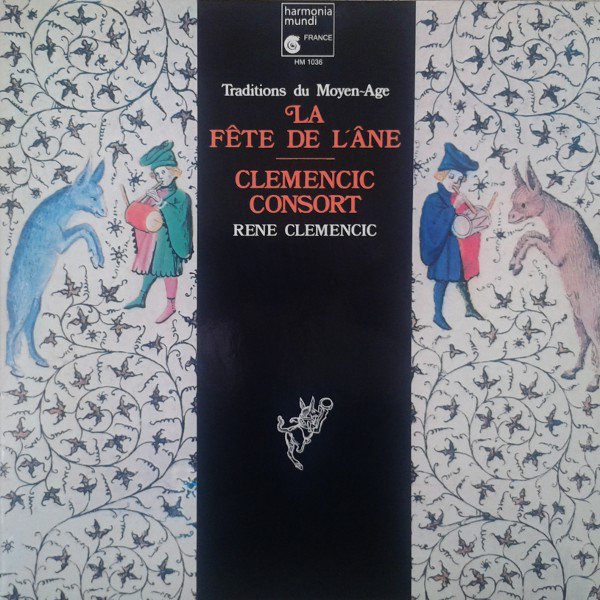 harmonia
mundi
FRANCE
HM 1036
Traditions du Moyen-Age
LA
FÊTE DE L'ÂNE
CLEMENCIC
CONSORT
RENE CLEMENCIC